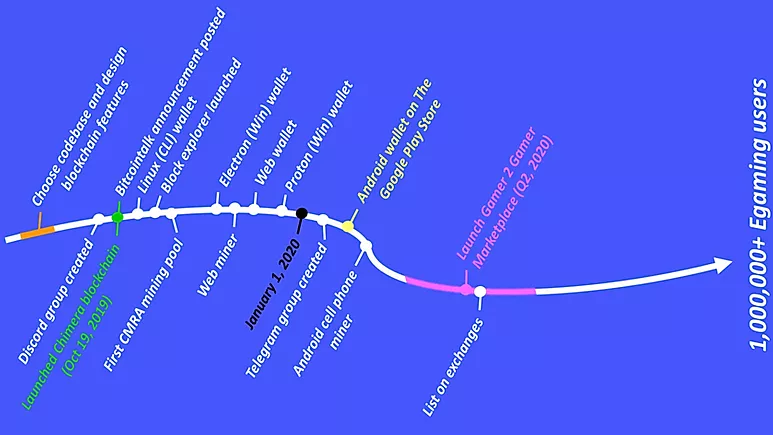 Choose codebase and design
blockchain features
Discord group created
Launched Chimera blockchain
(Oct 19, 2019)
Bitcointalk announcement posted
Linux (CLI) wallet
Block explorer launched
First CMRA mining pool
Electron (Win) wallet
Web miner
Web wallet
Proton (Win) wallet
January 1, 2020
Telegram group created
Android wallet on The
Google Play Store
Android cell phone
miner
Launch Gamer 2 Gamer
Marketplace (Q2, 2020)
List on exchanges
1,000,000+ Egaming users